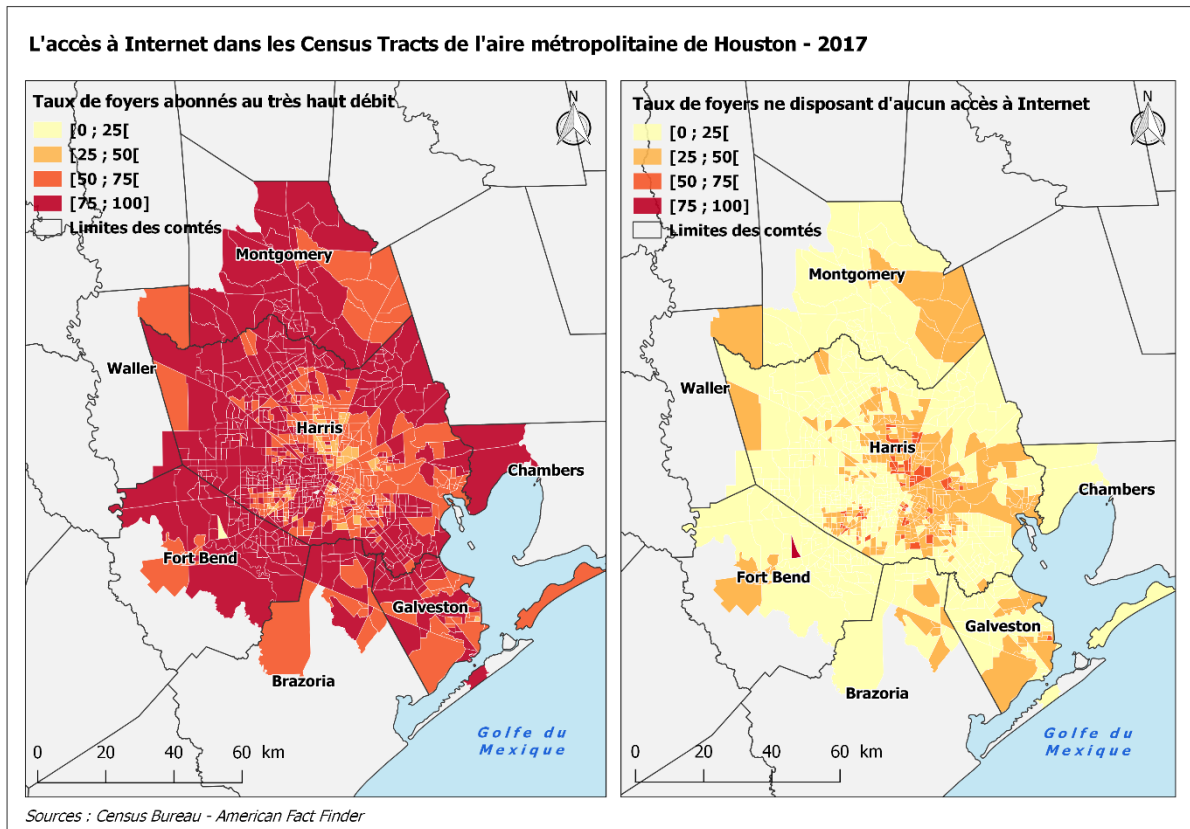 L'accès à Internet dans les Census Tracts de l'aire métropolitaine de Houston - 2017
Taux de foyers abonnés au très haut débit
[0 ; 25[
[25 ; 50[
[50 ; 75[
[75 ; 100]
Limites des comtés
N
Montgomery
Waller
Harris
Chambers
Fort Bend
Galveston
Brazoria
Golfe du
Mexique
0 20 40 60 km
Taux de foyers ne disposant d'aucun accès à Internet
[0 ; 25[
[25 ; 50[
[50 ; 75[
[75 ; 100]
Limites des comtés
N
Montgomery
Waller
Harris
Chambers
Fort Bend
Galveston
Brazoria
Golfe du
Mexique
0 20 40 60 km
Sources : Census Bureau - American Fact Finder